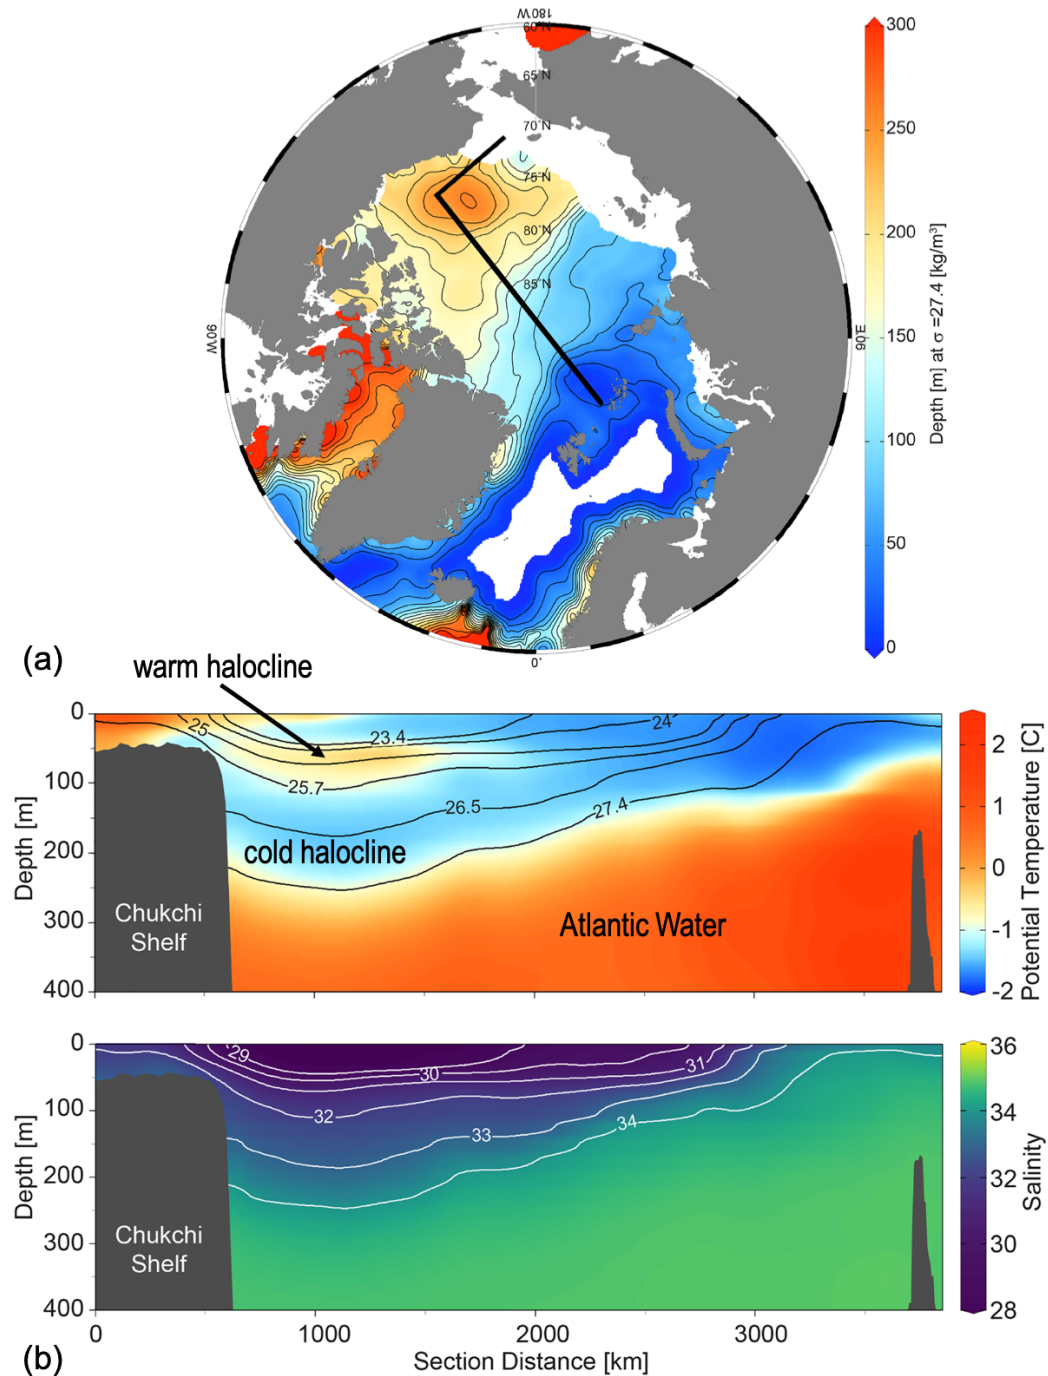 180°W
60°N
65°N
70°N
75°N
80°N
85°N
90°W
90°E
0°
300
250
200
150
100
50
0
Depth [m] at σ =27.4 [kg/m³]
(a)
warm halocline
0
100
200
300
400
Depth [m]
25
23.4
24
25.7
26.5
27.4
cold halocline
Chukchi
Shelf
Atlantic Water
2
1
0
-1
-2
Potential Temperature [C]
0
100
200
300
400
Depth [m]
29
30
31
32
33
34
Chukchi
Shelf
36
34
32
30
28
Salinity
0
1000
2000
3000
Section Distance [km]
(b)